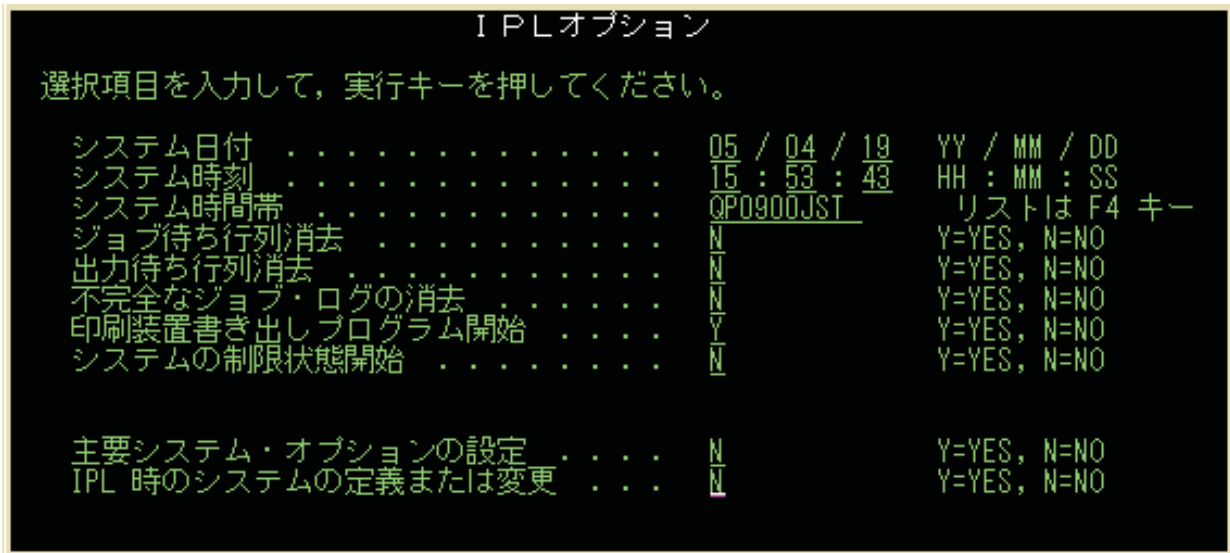 IPLオプション
選択項目を入力して,実行キーを押してください。
システム日付 . . . . . . . . . . . . . 05 / 04 / 19 YY / MM / DD
システム時刻 . . . . . . . . . . . . . 15 : 53 : 43 HH : MM : SS
システム時間帯 . . . . . . . . . . . . QP0900JST リストは F4 キー
ジョブ待ち行列消去 . . . . . . . . . . N Y=YES, N=NO
出力待ち行列消去 . . . . . . . . . . . N Y=YES, N=NO
不完全なジョブ・ログの消去 . . . . . . N Y=YES, N=NO
印刷装置書き出しプログラム開始 . . . . Y Y=YES, N=NO
システムの制限状態開始 . . . . . . . . N Y=YES, N=NO
主要システム・オプションの設定 . . . . N Y=YES, N=NO
IPL 時のシステムの定義または変更 . . . N Y=YES, N=NO